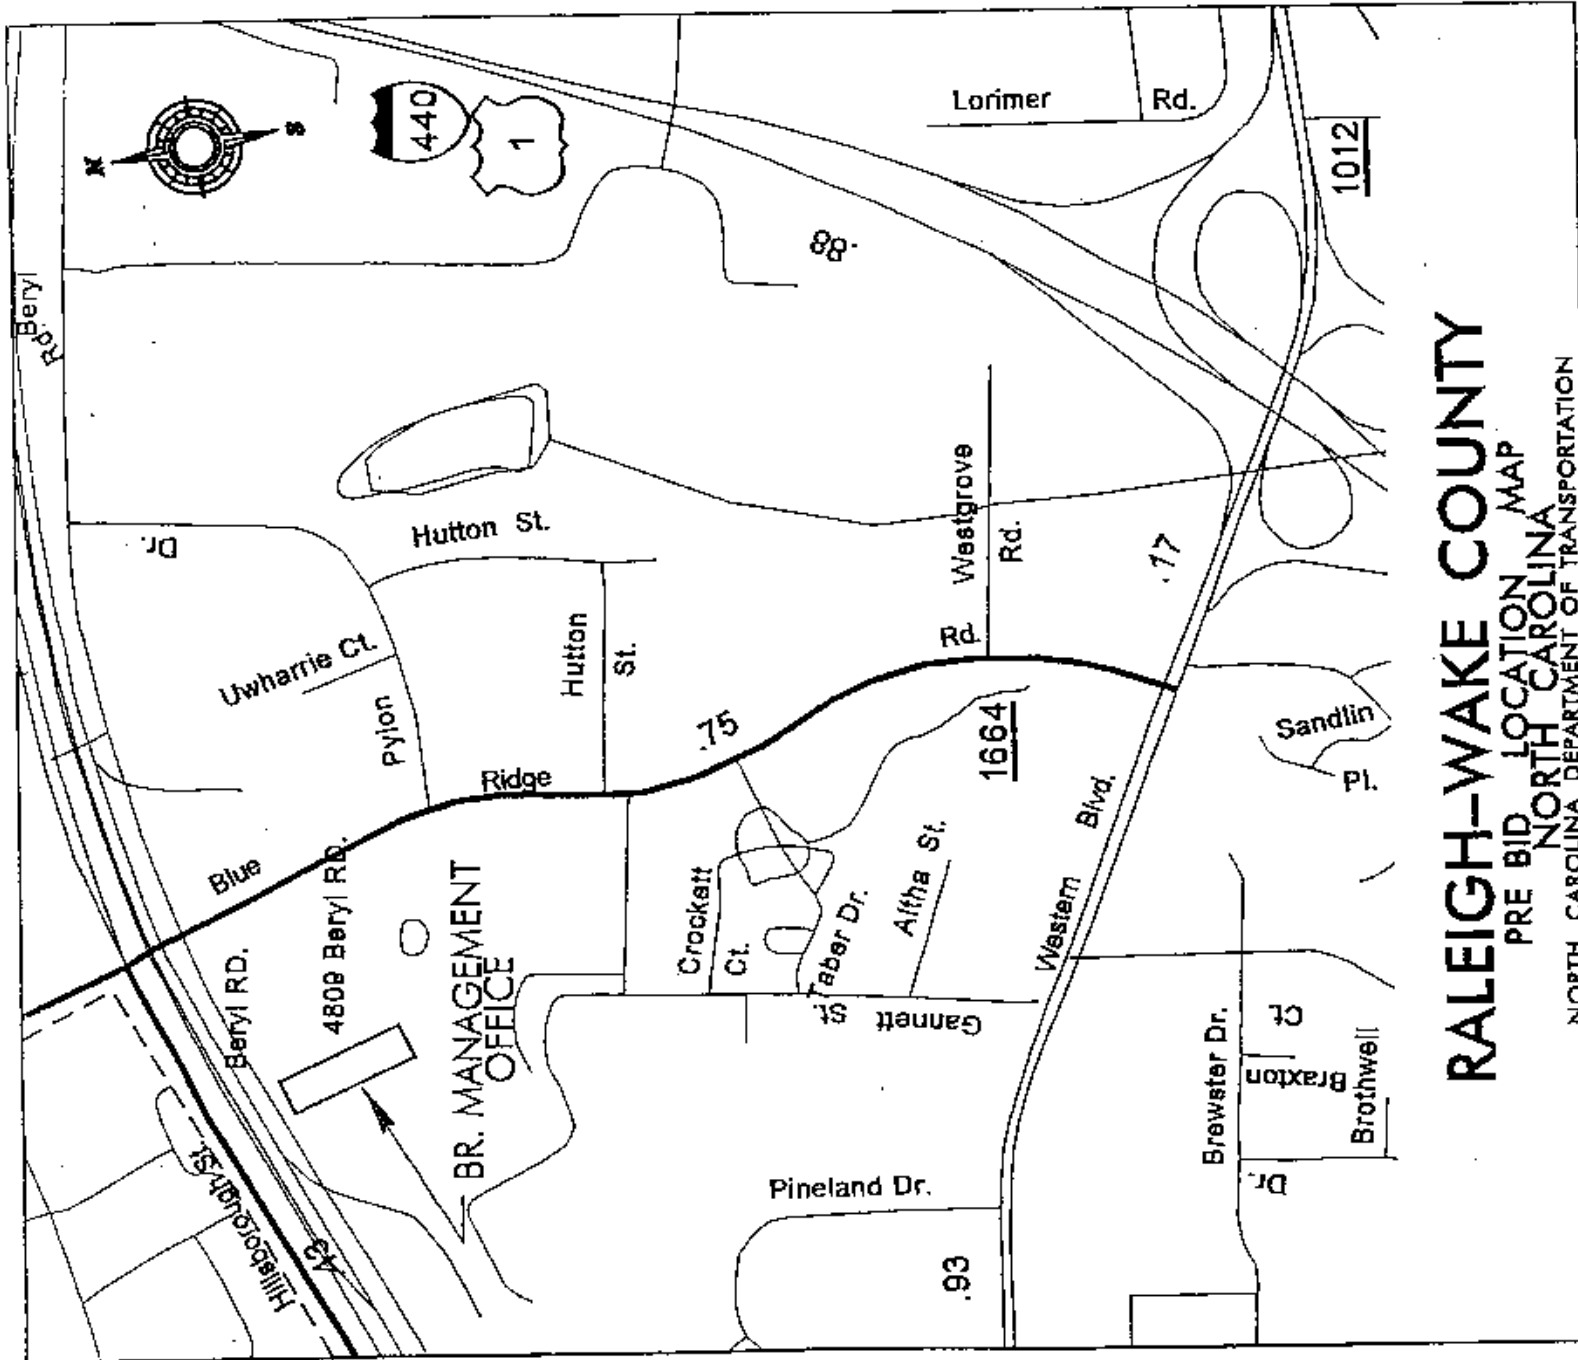 Beryl
Rd.
N
S
440
1
Lorimer
Rd.
1012
.88
Dr.
Hutton St.
Uwharrie Ct.
Pylon
Hutton
St.
Westgrove
Rd.
.17
Rd.
.75
1664
Ridge
Blue
4809 Beryl RD.
Beryl RD.
BR. MANAGEMENT
OFFICE
Hillsborough St.
.43
Crockett
Ct.
Taber Dr.
Altha St.
Gannett
St.
Western Blvd.
Sandlin
Pl.
Pineland Dr.
.93
Brewster Dr.
Braxton
Ct.
Brothwell
Dr.
RALEIGH-WAKE COUNTY
PRE BID LOCATION MAP
NORTH CAROLINA
NORTH CAROLINA DEPARTMENT OF TRANSPORTATION